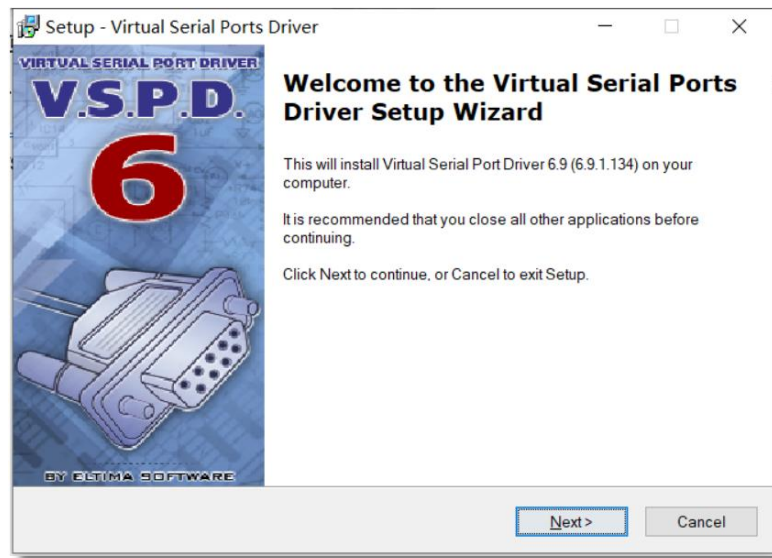 Setup - Virtual Serial Ports Driver
VIRTUAL SERIAL PORT DRIVER
V.S.P.D.
6
BY ELTIMA SOFTWARE
Welcome to the Virtual Serial Ports
Driver Setup Wizard
This will install Virtual Serial Port Driver 6.9 (6.9.1.134) on your
computer.
It is recommended that you close all other applications before
continuing.
Click Next to continue, or Cancel to exit Setup.
Next >
Cancel